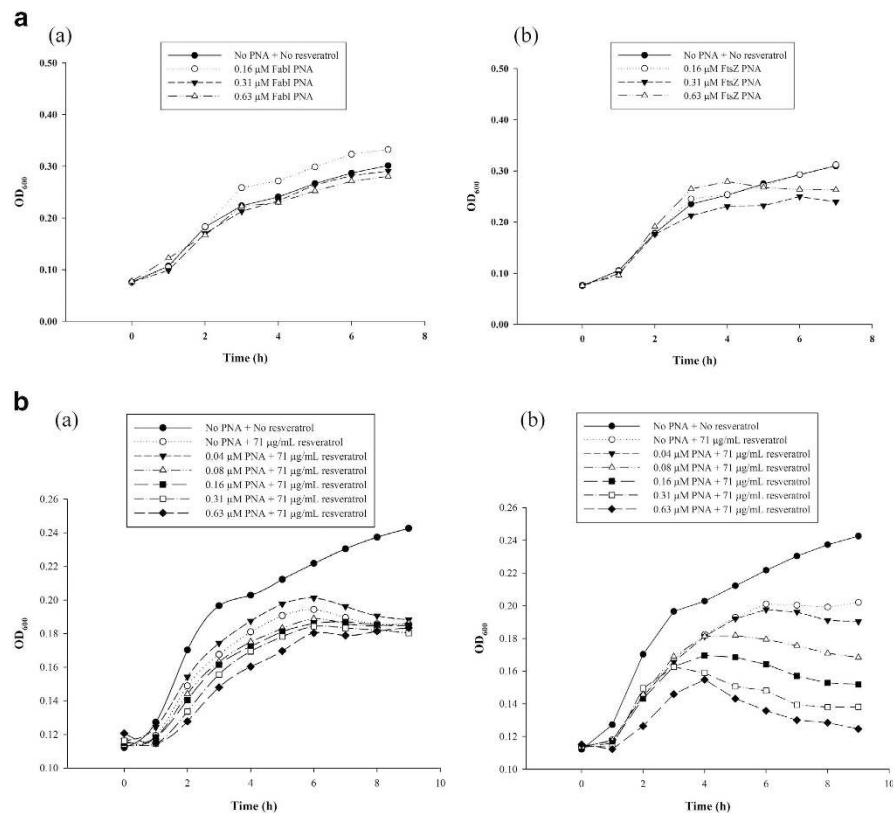 a
(a)
No PNA + No resveratrol
0.16 µM FabI PNA
0.31 µM FabI PNA
0.63 µM FabI PNA
OD600
0.50
0.40
0.30
0.20
0.10
0.00
0 2 4 6 8
Time (h)
(b)
No PNA + No resveratrol
0.16 µM FtsZ PNA
0.31 µM FtsZ PNA
0.63 µM FtsZ PNA
OD600
0.50
0.40
0.30
0.20
0.10
0.00
0 2 4 6 8
Time (h)
b
(a)
No PNA + No resveratrol
No PNA + 71 µg/mL resveratrol
0.04 µM PNA + 71 µg/mL resveratrol
0.08 µM PNA + 71 µg/mL resveratrol
0.16 µM PNA + 71 µg/mL resveratrol
0.31 µM PNA + 71 µg/mL resveratrol
0.63 µM PNA + 71 µg/mL resveratrol
OD600
0.26
0.24
0.22
0.20
0.18
0.16
0.14
0.12
0.10
0 2 4 6 8 10
Time (h)
(b)
No PNA + No resveratrol
No PNA + 71 µg/mL resveratrol
0.04 µM PNA + 71 µg/mL resveratrol
0.08 µM PNA + 71 µg/mL resveratrol
0.16 µM PNA + 71 µg/mL resveratrol
0.31 µM PNA + 71 µg/mL resveratrol
0.63 µM PNA + 71 µg/mL resveratrol
OD600
0.26
0.24
0.22
0.20
0.18
0.16
0.14
0.12
0.10
0 2 4 6 8 10
Time (h)